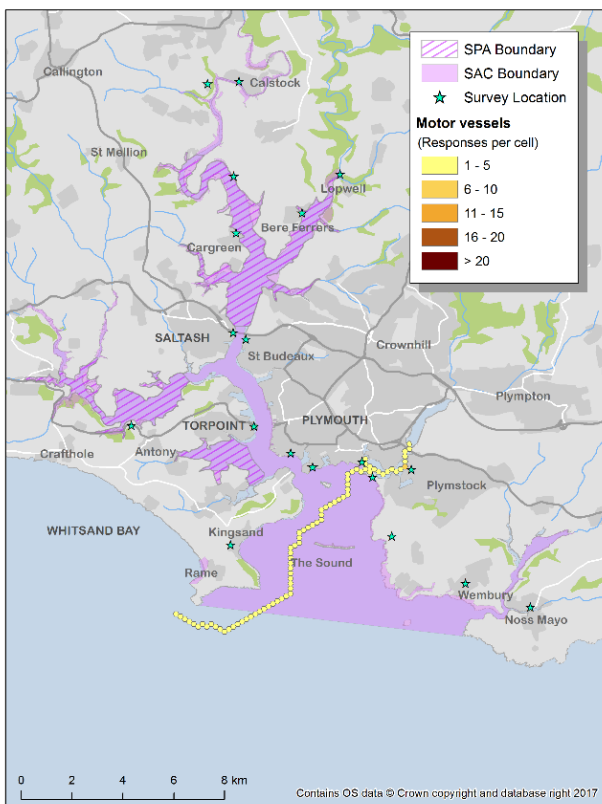 SPA Boundary
SAC Boundary
Survey Location
Motor vessels
(Responses per cell)
1 - 5
6 - 10
11 - 15
16 - 20
> 20
Callington
Calstock
St Mellion
Lopwell
Bere Ferrers
Cargreen
SALTASH
St Budeaux
Crownhill
Plympton
TORPOINT
PLYMOUTH
Crafthole
Antony
Plymstock
WHITSAND BAY
Kingsand
The Sound
Rame
Wembury
Noss Mayo
0 2 4 6 8 km
Contains OS data © Crown copyright and database right 2017